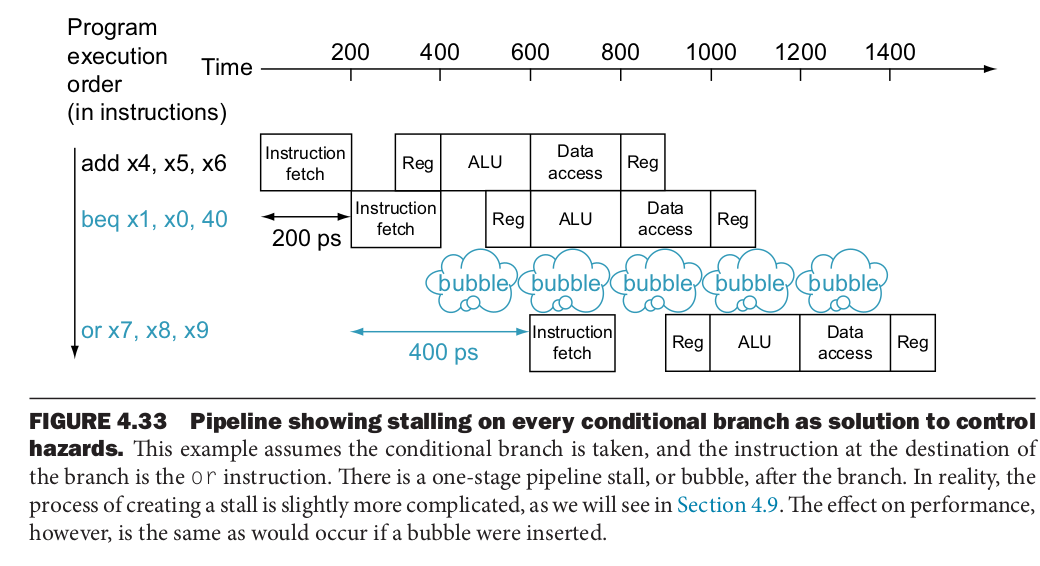 Program
execution
order
(in instructions)
Time
200 400 600 800 1000 1200 1400
add x4, x5, x6
Instruction
fetch
Reg
ALU
Data
access
Reg
beq x1, x0, 40
200 ps
Instruction
fetch
Reg
ALU
Data
access
Reg
bubble bubble bubble bubble bubble
or x7, x8, x9
400 ps
Instruction
fetch
Reg
ALU
Data
access
Reg
FIGURE 4.33 Pipeline showing stalling on every conditional branch as solution to control
hazards. This example assumes the conditional branch is taken, and the instruction at the destination of
the branch is the or instruction. There is a one-stage pipeline stall, or bubble, after the branch. In reality, the
process of creating a stall is slightly more complicated, as we will see in Section 4.9. The effect on performance,
however, is the same as would occur if a bubble were inserted.